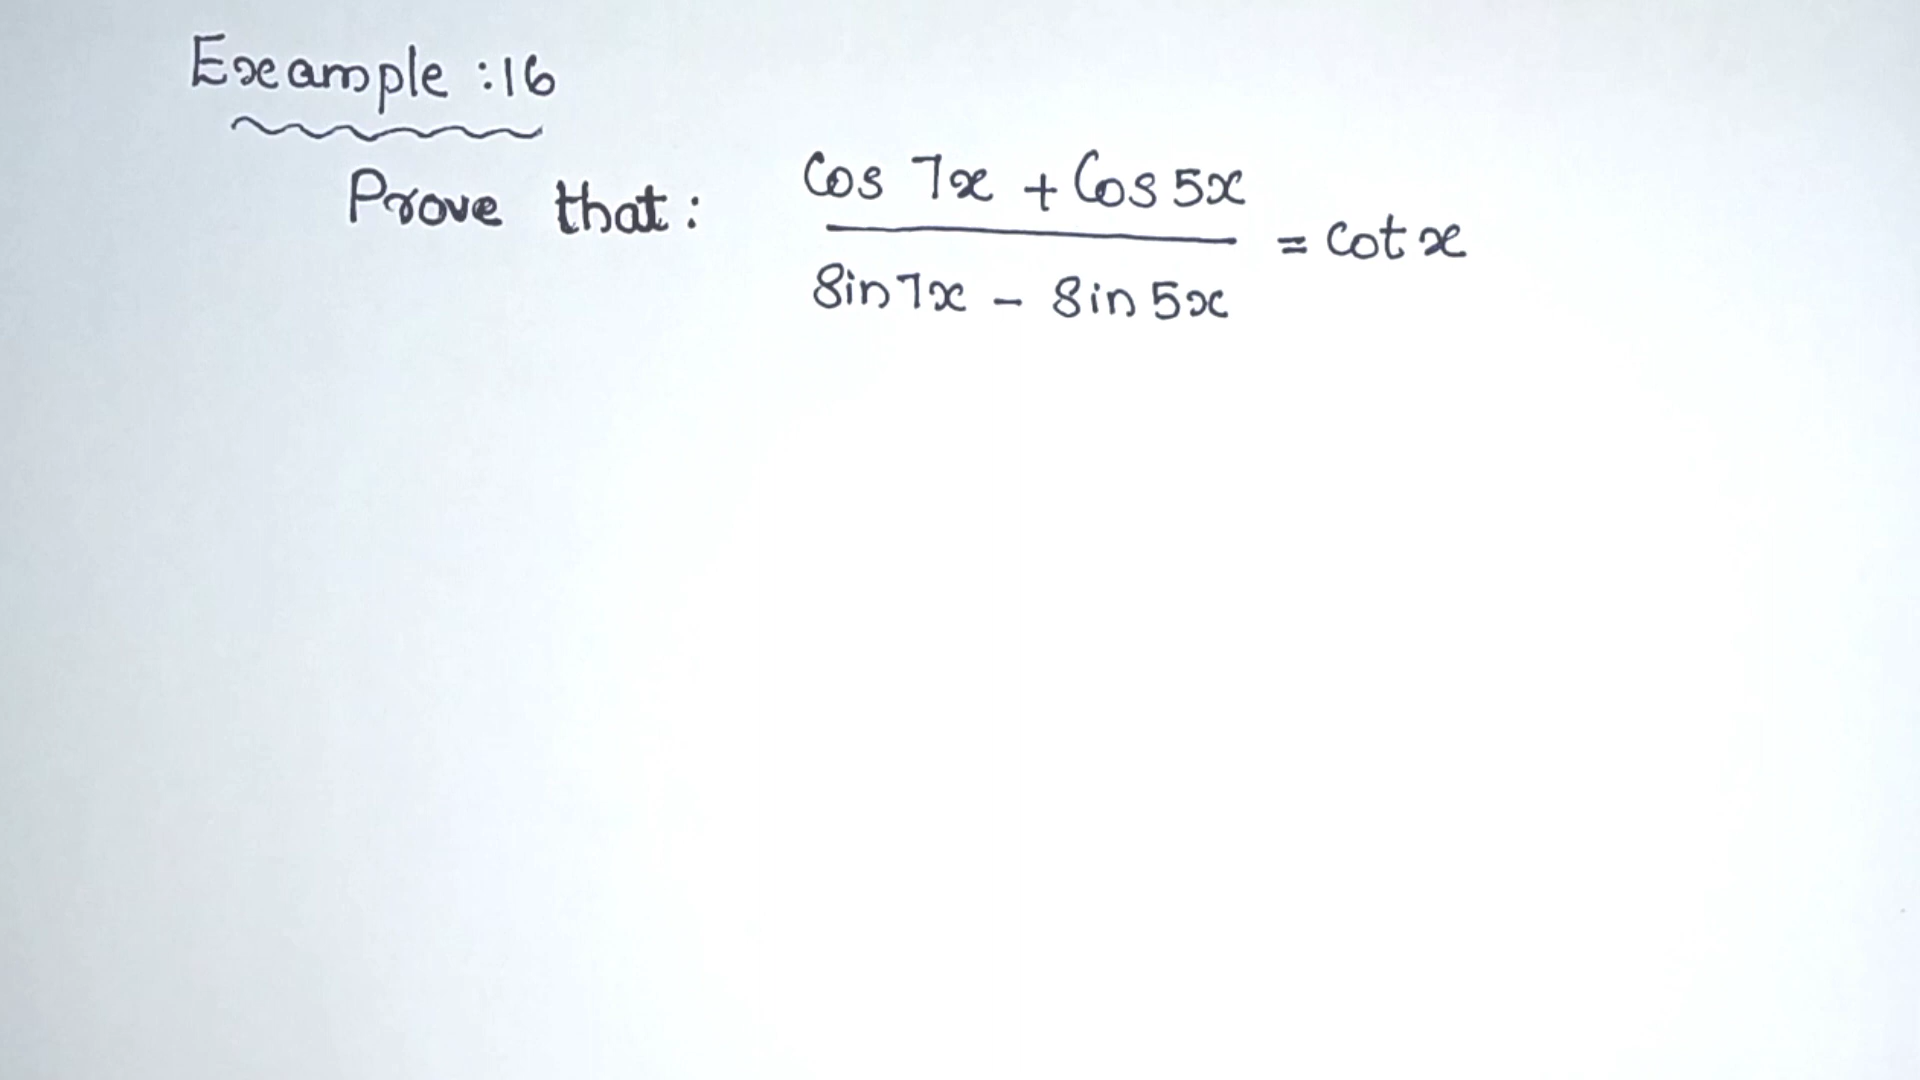 Example :16
Prove that : Cos 7x + Cos 5x / Sin 7x - Sin 5x = cot x